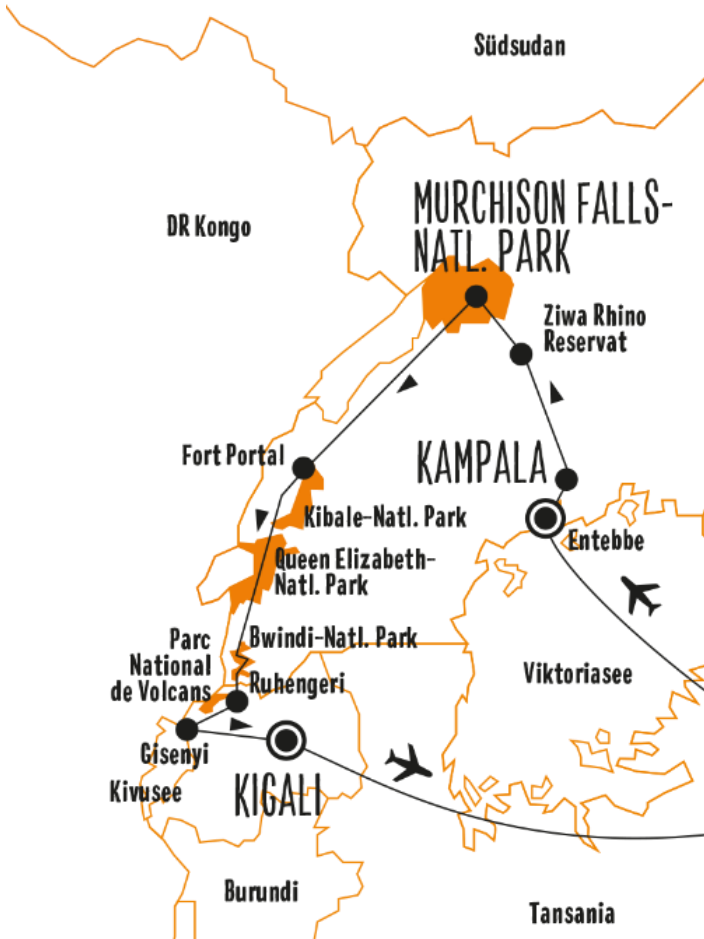 Südsudan
DR Kongo
MURCHISON FALLS-
NATL. PARK
Ziwa Rhino
Reservat
Fort Portal
KAMPALA
Kibale-Natl. Park
Entebbe
Queen Elizabeth-
Natl. Park
Parc
National
de Volcans
Bwindi-Natl. Park
Ruhengeri
Viktoriasee
Gisenyi
Kivusee
KIGALI
Burundi
Tansania